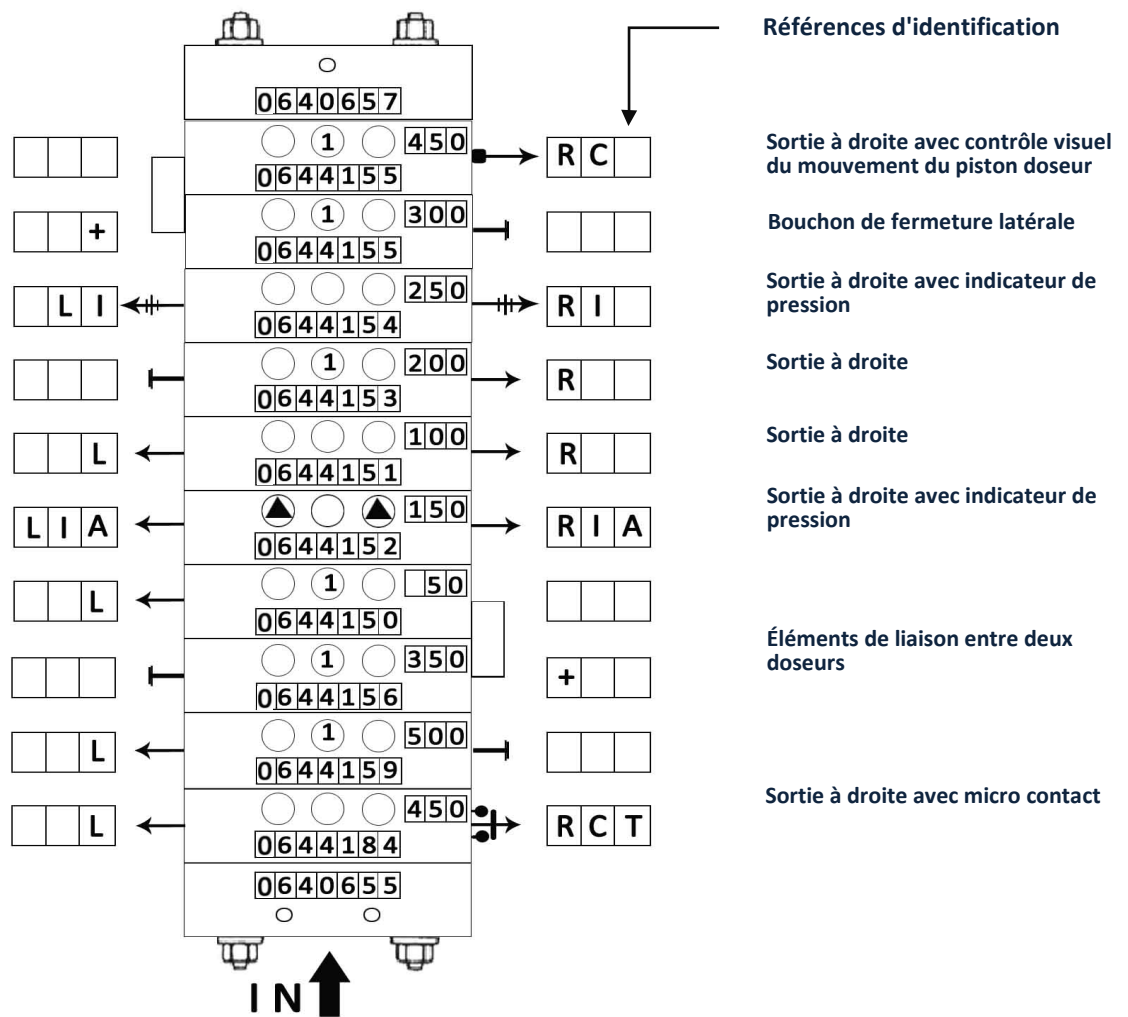 Références d'identification
0640657
1 450
R C
Sortie à droite avec contrôle visuel
du mouvement du piston doseur
0644155
+
1 300
Bouchon de fermeture latérale
0644155
L I
250
R I
Sortie à droite avec indicateur de
pression
0644154
1 200
R
Sortie à droite
0644153
L
100
R
Sortie à droite
0644151
L I A
150
R I A
Sortie à droite avec indicateur de
pression
0644152
L
1 50
0644150
1 350
+
Éléments de liaison entre deux
doseurs
0644156
L
1 500
0644159
L
450
R C T
Sortie à droite avec micro contact
0644184
0640655
IN